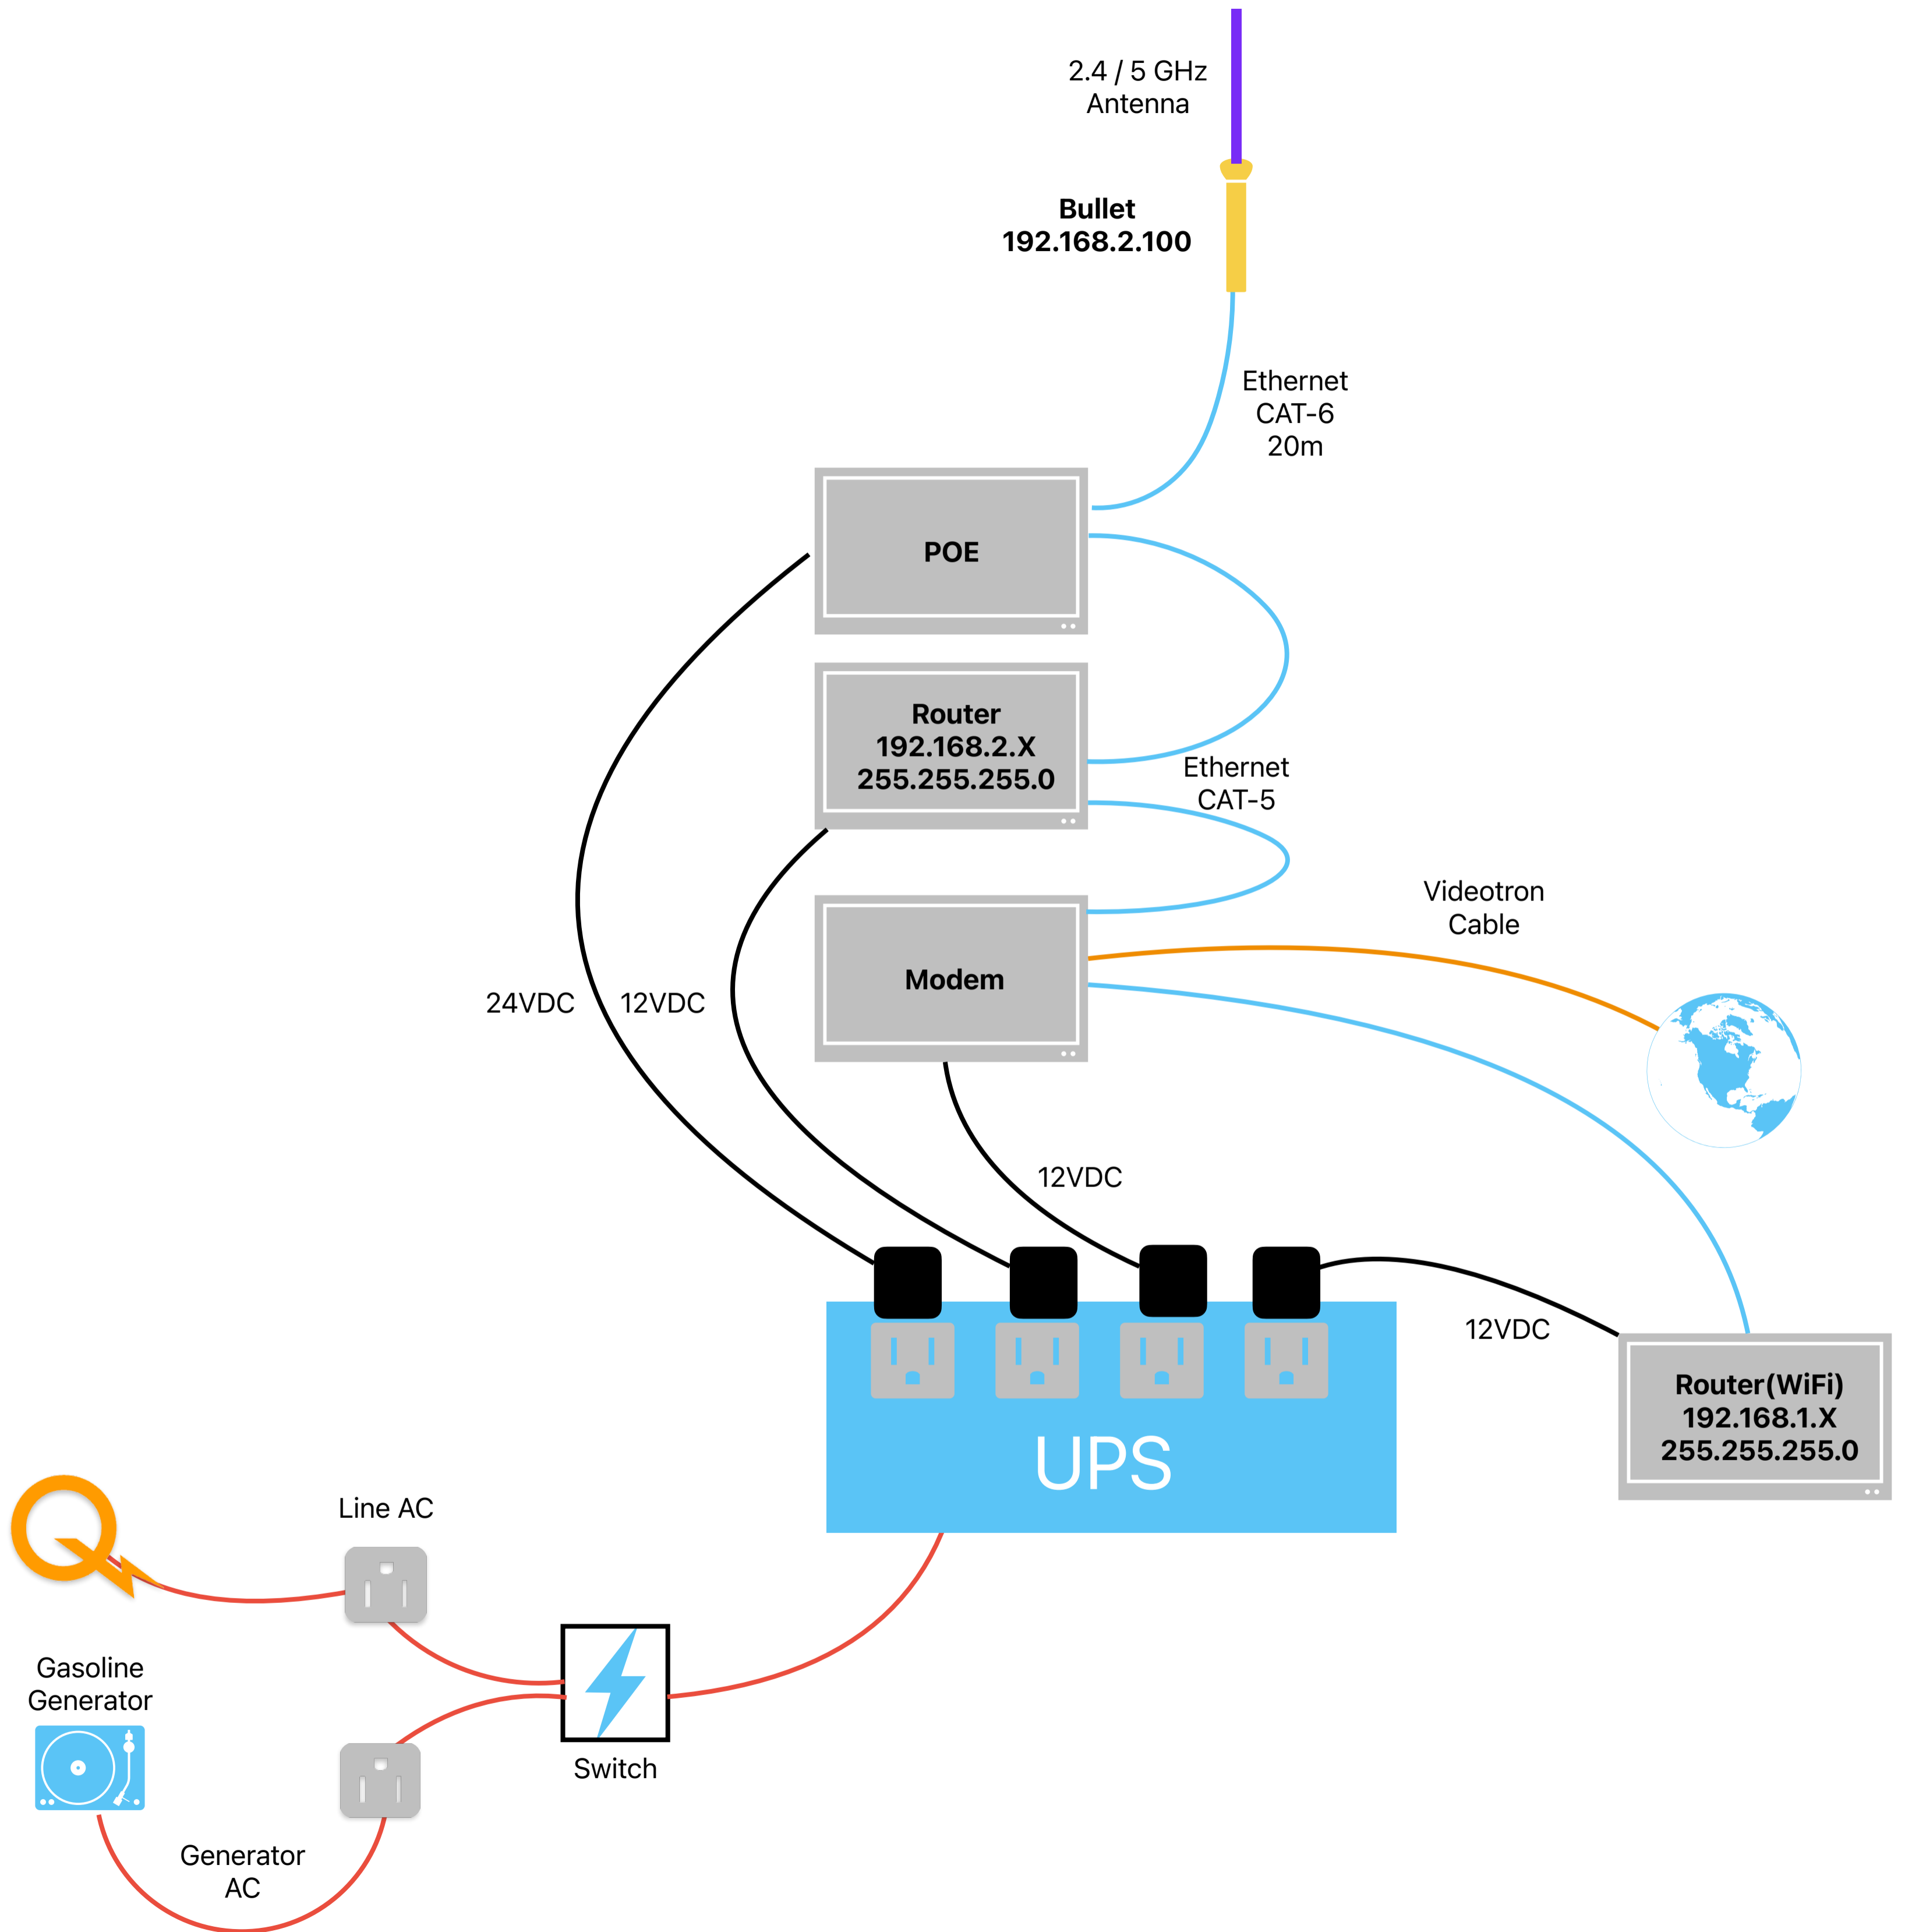 2.4 / 5 GHz
Antenna
Bullet
192.168.2.100
Ethernet
CAT-6
20m
POE
Router
192.168.2.X
255.255.255.0
Ethernet
CAT-5
Videotron
Cable
Modem
24VDC
12VDC
12VDC
12VDC
Router(WiFi)
192.168.1.X
255.255.255.0
UPS
Line AC
Gasoline
Generator
Switch
Generator
AC